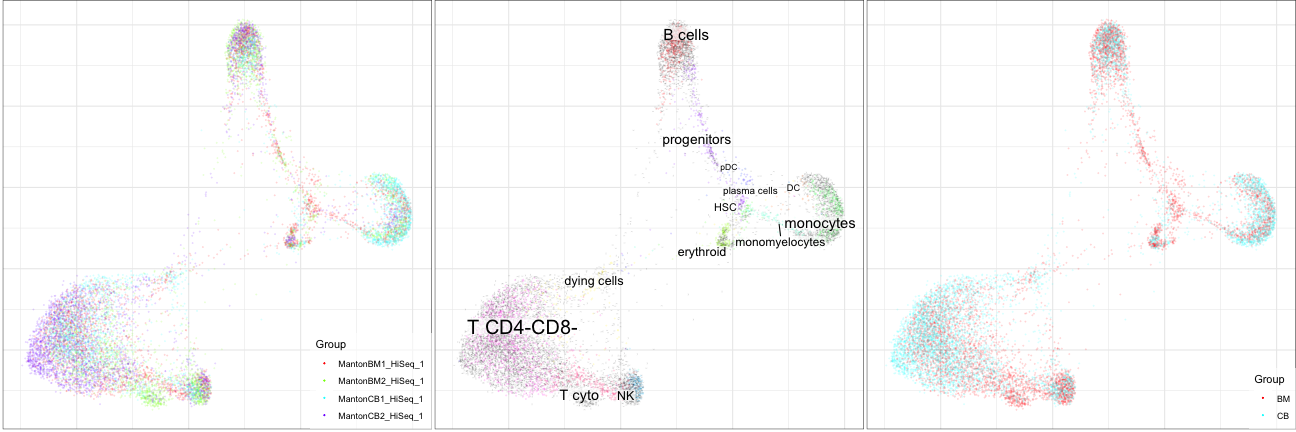 Group
MantonBM1_HiSeq_1
MantonBM2_HiSeq_1
MantonCB1_HiSeq_1
MantonCB2_HiSeq_1
B cells
progenitors
pDC
plasma cells
DC
HSC
monocytes
monomyelocytes
erythroid
dying cells
T CD4-CD8-
T cyto
NK
Group
BM
CB